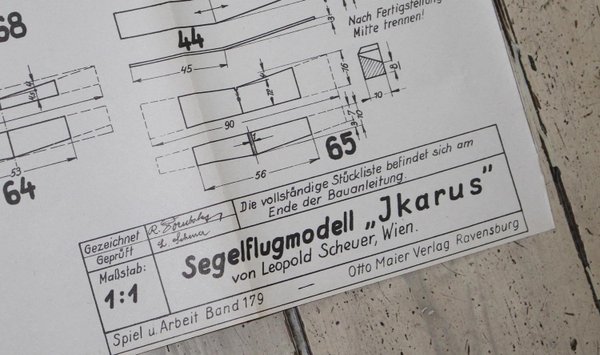 68
44
45
Nach Fertigstellung
Mitte trennen!
90
12
10
8
65
56
64
53
Die vollständige Stückliste befindet sich am
Ende der Bauanleitung.
Gezeichnet
Geprüft
Maßstab:
1:1
Segelflugmodell „Jkarus"
von Leopold Scheuer, Wien.
Spiel u. Arbeit Band 179 — Otto Maier Verlag Ravensburg